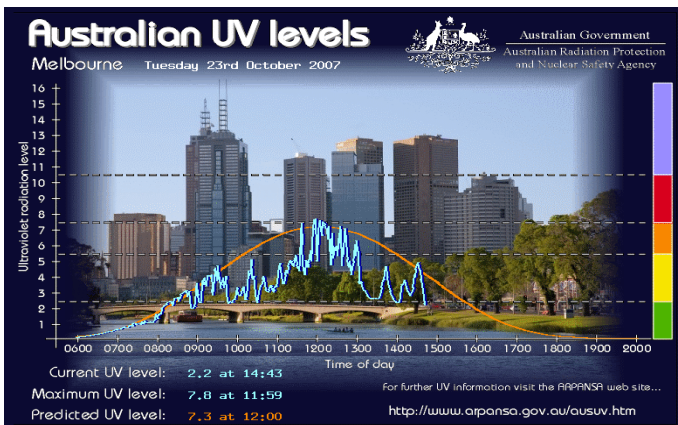 Australian UV levels
Australian Government
Australian Radiation Protection
and Nuclear Safety Agency
Melbourne Tuesday 23rd October 2007
Ultraviolet radiation level
16
15
14
13
12
11
10
9
8
7
6
5
4
3
2
1
0600 0700 0800 0900 1000 1100 1200 1300 1400 1500 1600 1700 1800 1900 2000
Time of day
Current UV level: 2.2 at 14:43
Maximum UV level: 7.8 at 11:59
Predicted UV level: 7.3 at 12:00
For further UV information visit the ARPANSA web site...
http://www.arpansa.gov.au/ausuv.htm